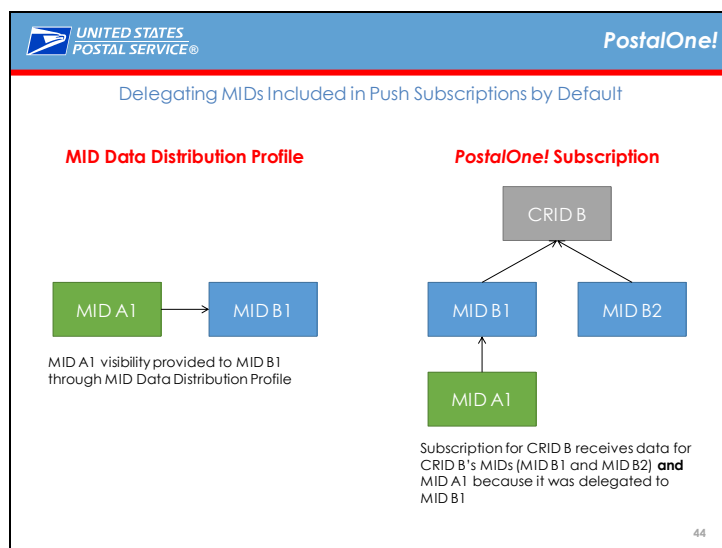 UNITED STATES
POSTAL SERVICE®
PostalOne!
Delegating MIDs Included in Push Subscriptions by Default
MID Data Distribution Profile
MID A1
MID B1
MID A1 visibility provided to MID B1
through MID Data Distribution Profile
PostalOne! Subscription
CRID B
MID B1
MID B2
MID A1
Subscription for CRID B receives data for
CRID B's MIDs (MID B1 and MID B2) and
MID A1 because it was delegated to
MID B1
44